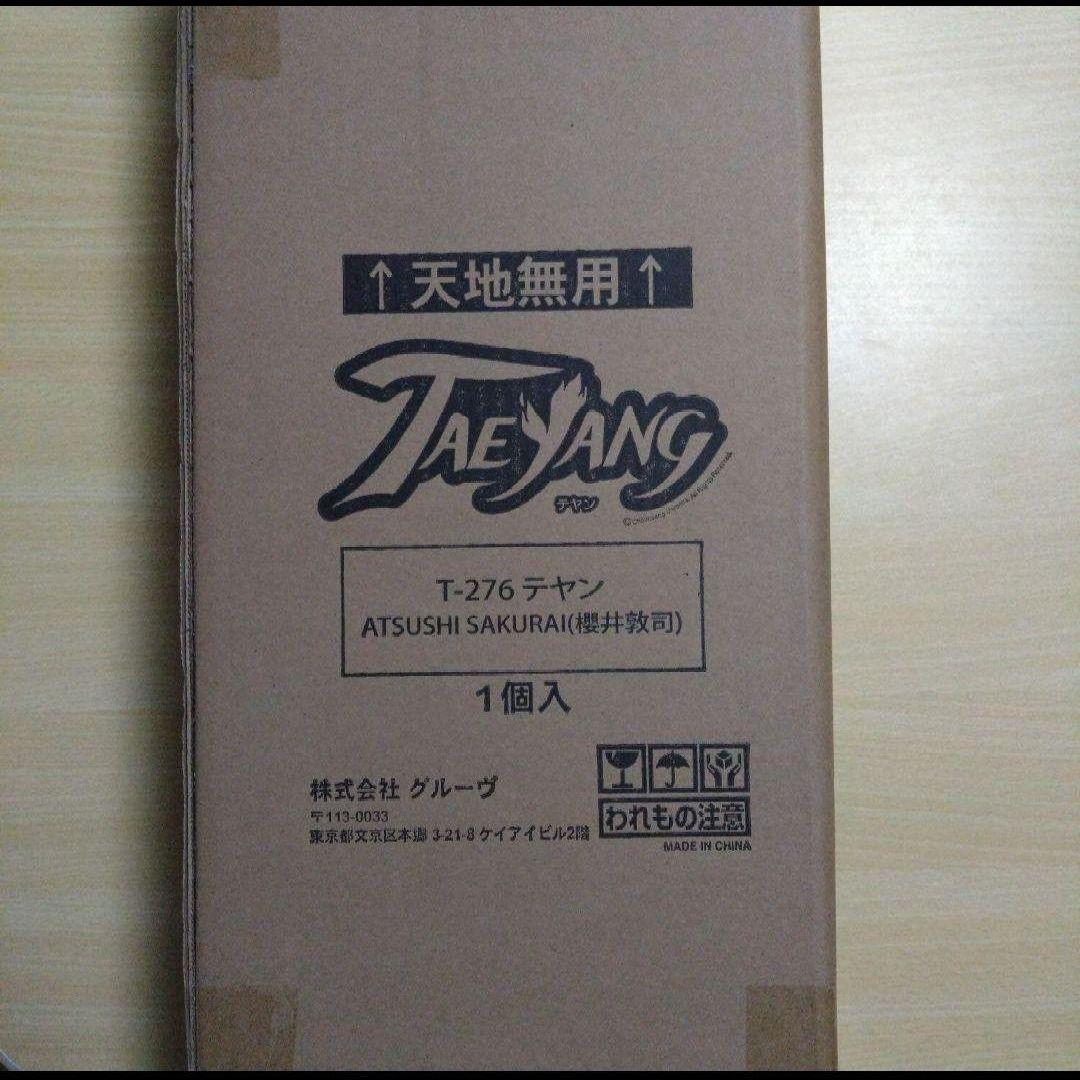 ↑天地無用↑
TAEYANG
テヤン
T-276 テヤン
ATSUSHI SAKURAI(櫻井敦司)
1個入
株式会社 グルーヴ
〒113-0033
東京都文京区本郷 3-21-8 ケイアイビル2階
われもの注意
MADE IN CHINA